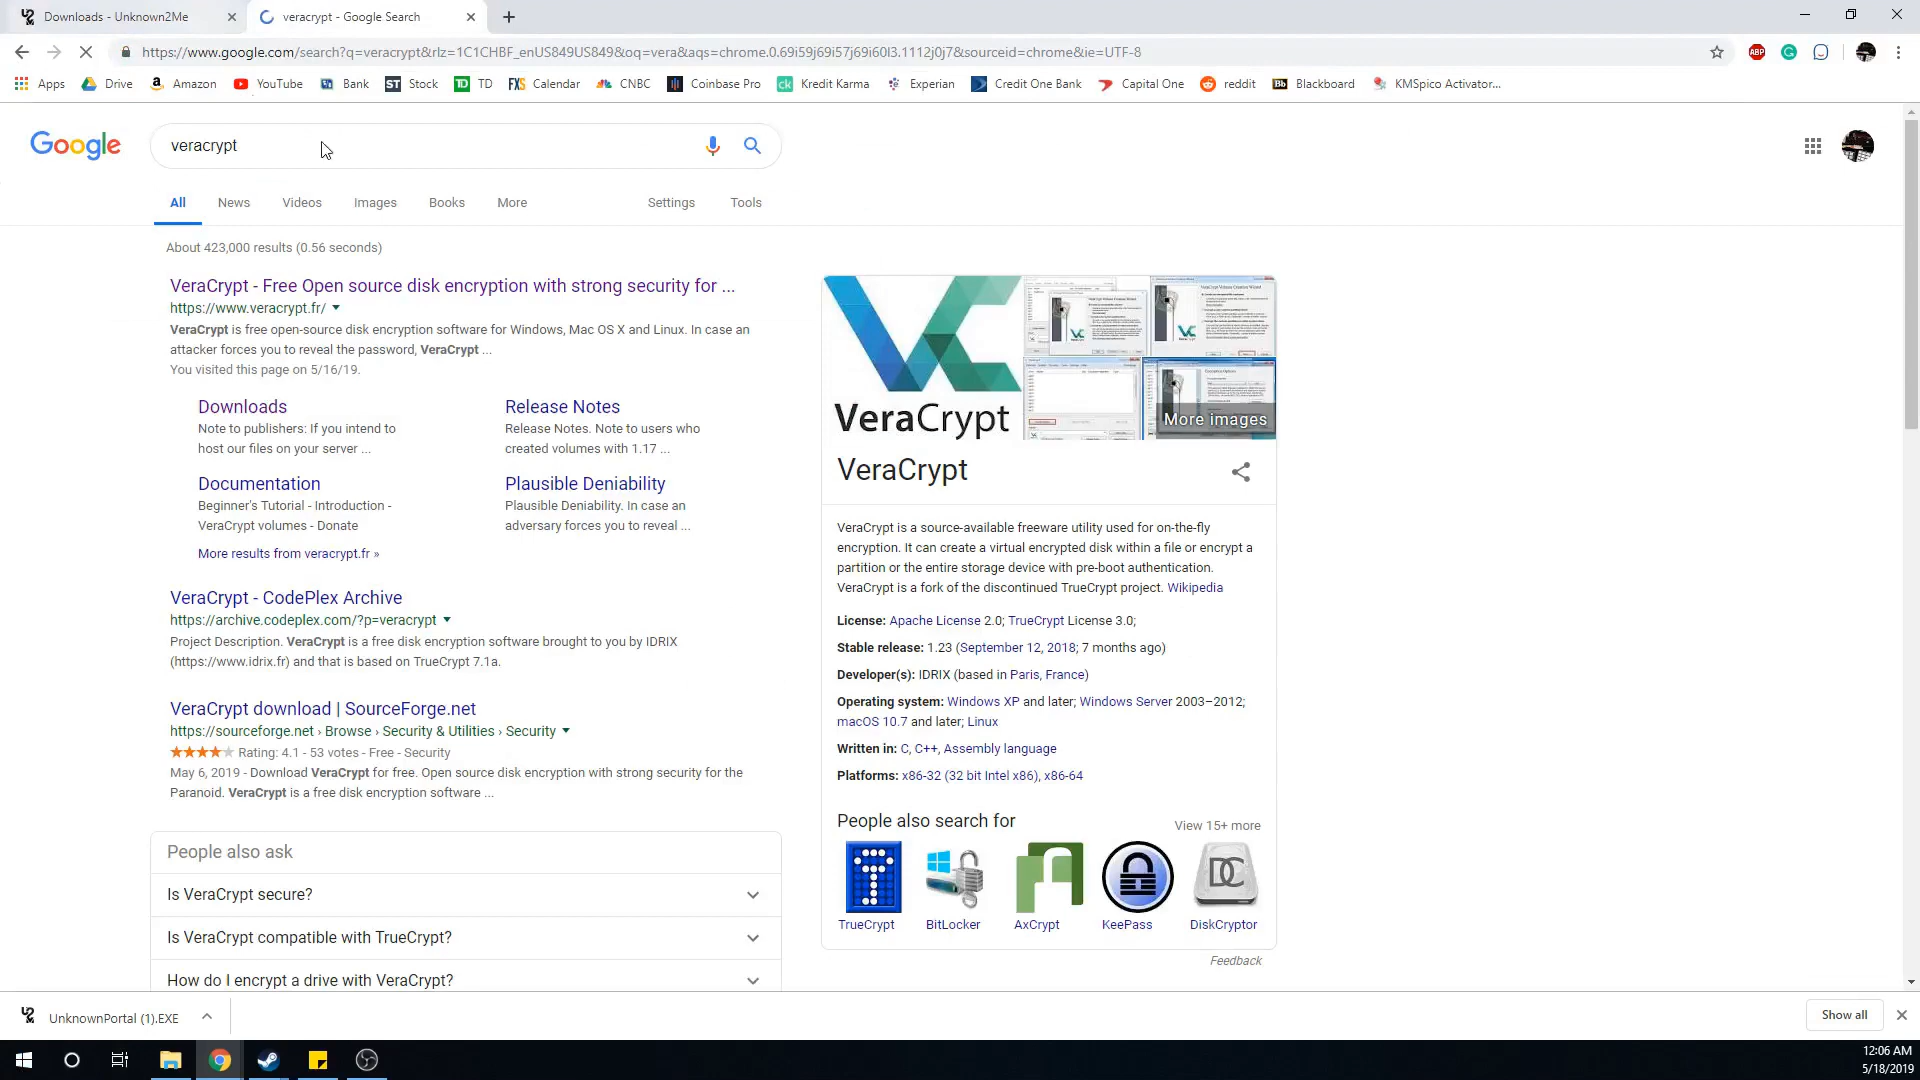 Downloads - Unknown2Me
veracrypt - Google Search
https://www.google.com/search?q=veracrypt&rlz=1C1CHBF_enUS849US849&oq=vera&aqs=chrome.0.69i59j69i57j69i60l3.1112j0j7&sourceid=chrome&ie=UTF-8
ABP
Apps Drive Amazon YouTube Bank ST Stock TD TD FXS Calendar CNBC Coinbase Pro ck Kredit Karma Experian Credit One Bank Capital One reddit Bb Blackboard KMSpico Activator...
Google
veracrypt
All News Videos Images Books More Settings Tools
About 423,000 results (0.56 seconds)
VeraCrypt - Free Open source disk encryption with strong security for ...
https://www.veracrypt.fr/
VeraCrypt is free open-source disk encryption software for Windows, Mac OS X and Linux. In case an
attacker forces you to reveal the password, VeraCrypt ...
You visited this page on 5/16/19.
Downloads
Note to publishers: If you intend to
host our files on your server ...
Release Notes
Release Notes. Note to users who
created volumes with 1.17 ...
Documentation
Beginner's Tutorial - Introduction -
VeraCrypt volumes - Donate
Plausible Deniability
Plausible Deniability. In case an
adversary forces you to reveal ...
More results from veracrypt.fr »
VeraCrypt - CodePlex Archive
https://archive.codeplex.com/?p=veracrypt
Project Description. VeraCrypt is a free disk encryption software brought to you by IDRIX
(https://www.idrix.fr) and that is based on TrueCrypt 7.1a.
VeraCrypt download | SourceForge.net
https://sourceforge.net › Browse › Security & Utilities › Security
Rating: 4.1 - 53 votes - Free - Security
May 6, 2019 - Download VeraCrypt for free. Open source disk encryption with strong security for the
Paranoid. VeraCrypt is a free disk encryption software ...
People also ask
Is VeraCrypt secure?
Is VeraCrypt compatible with TrueCrypt?
How do I encrypt a drive with VeraCrypt?
VeraCrypt
More images
VeraCrypt
VeraCrypt is a source-available freeware utility used for on-the-fly
encryption. It can create a virtual encrypted disk within a file or encrypt a
partition or the entire storage device with pre-boot authentication.
VeraCrypt is a fork of the discontinued TrueCrypt project. Wikipedia
License: Apache License 2.0; TrueCrypt License 3.0;
Stable release: 1.23 (September 12, 2018; 7 months ago)
Developer(s): IDRIX (based in Paris, France)
Operating system: Windows XP and later; Windows Server 2003–2012;
macOS 10.7 and later; Linux
Written in: C, C++, Assembly language
Platforms: x86-32 (32 bit Intel x86), x86-64
People also search for
View 15+ more
TrueCrypt BitLocker AxCrypt KeePass DiskCryptor
Feedback
UnknownPortal (1).EXE
Show all
12:06 AM
5/18/2019